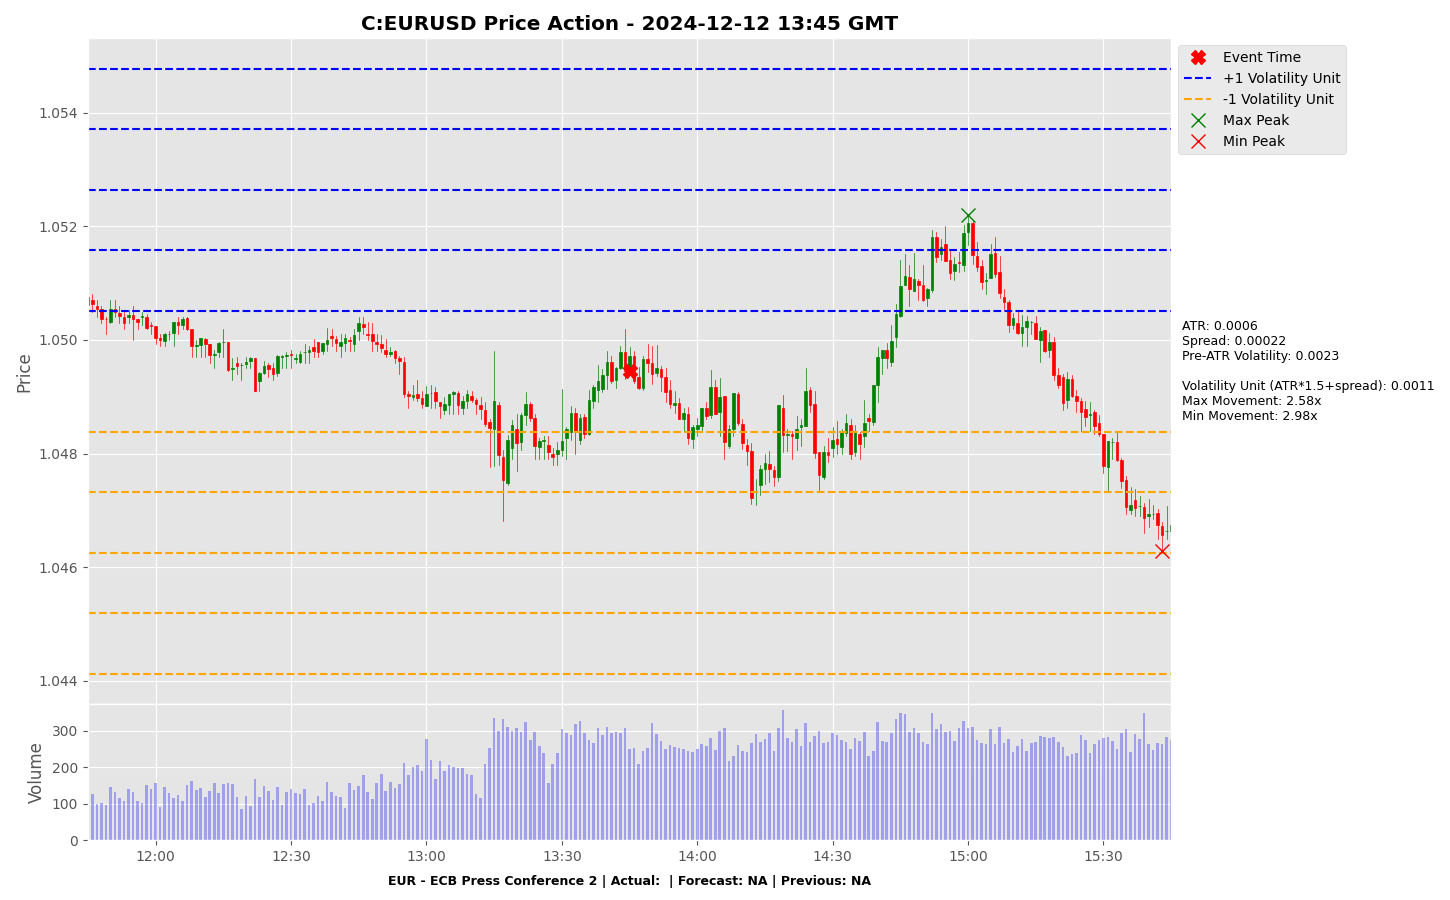 C:EURUSD Price Action - 2024-12-12 13:45 GMT
Event Time
+1 Volatility Unit
-1 Volatility Unit
Max Peak
Min Peak
Price
1.054
1.052
1.050
1.048
1.046
1.044
ATR: 0.0006
Spread: 0.00022
Pre-ATR Volatility: 0.0023
Volatility Unit (ATR*1.5+spread): 0.0011
Max Movement: 2.58x
Min Movement: 2.98x
Volume
300
200
100
0
12:00 12:30 13:00 13:30 14:00 14:30 15:00 15:30
EUR - ECB Press Conference 2 | Actual:  | Forecast: NA | Previous: NA